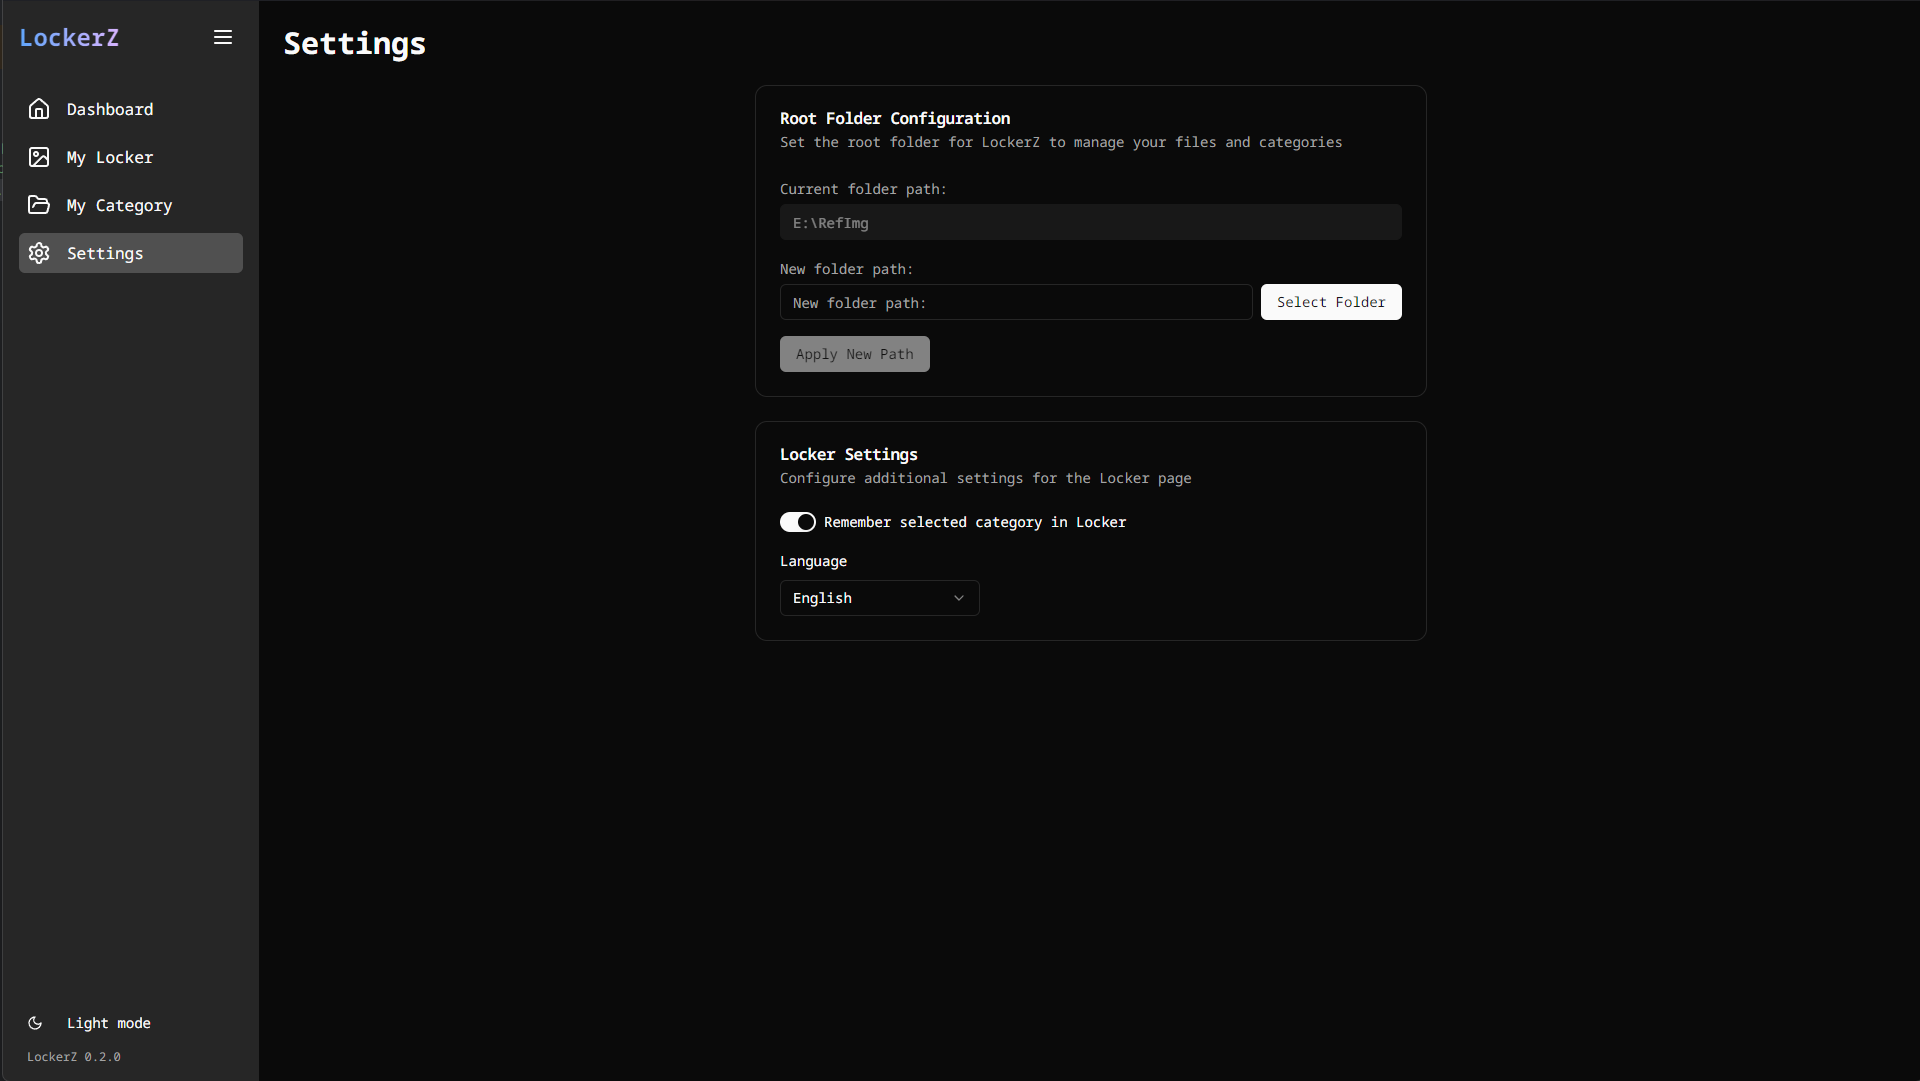 LockerZ
Dashboard
My Locker
My Category
Settings
Light mode
LockerZ 0.2.0
Settings
Root Folder Configuration
Set the root folder for LockerZ to manage your files and categories
Current folder path:
E:\RefImg
New folder path:
New folder path:
Select Folder
Apply New Path
Locker Settings
Configure additional settings for the Locker page
Remember selected category in Locker
Language
English